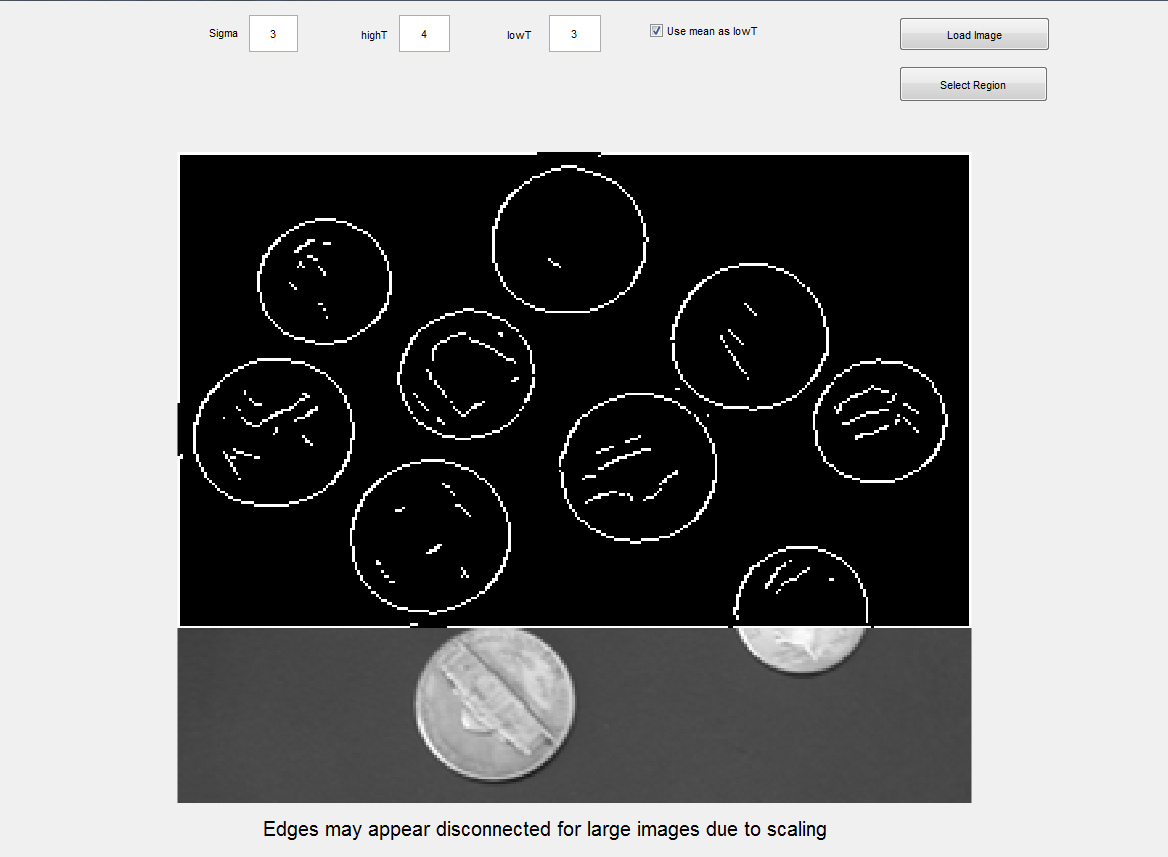 Sigma 3 highT 4 lowT 3 Use mean as lowT Load Image
Select Region
Edges may appear disconnected for large images due to scaling